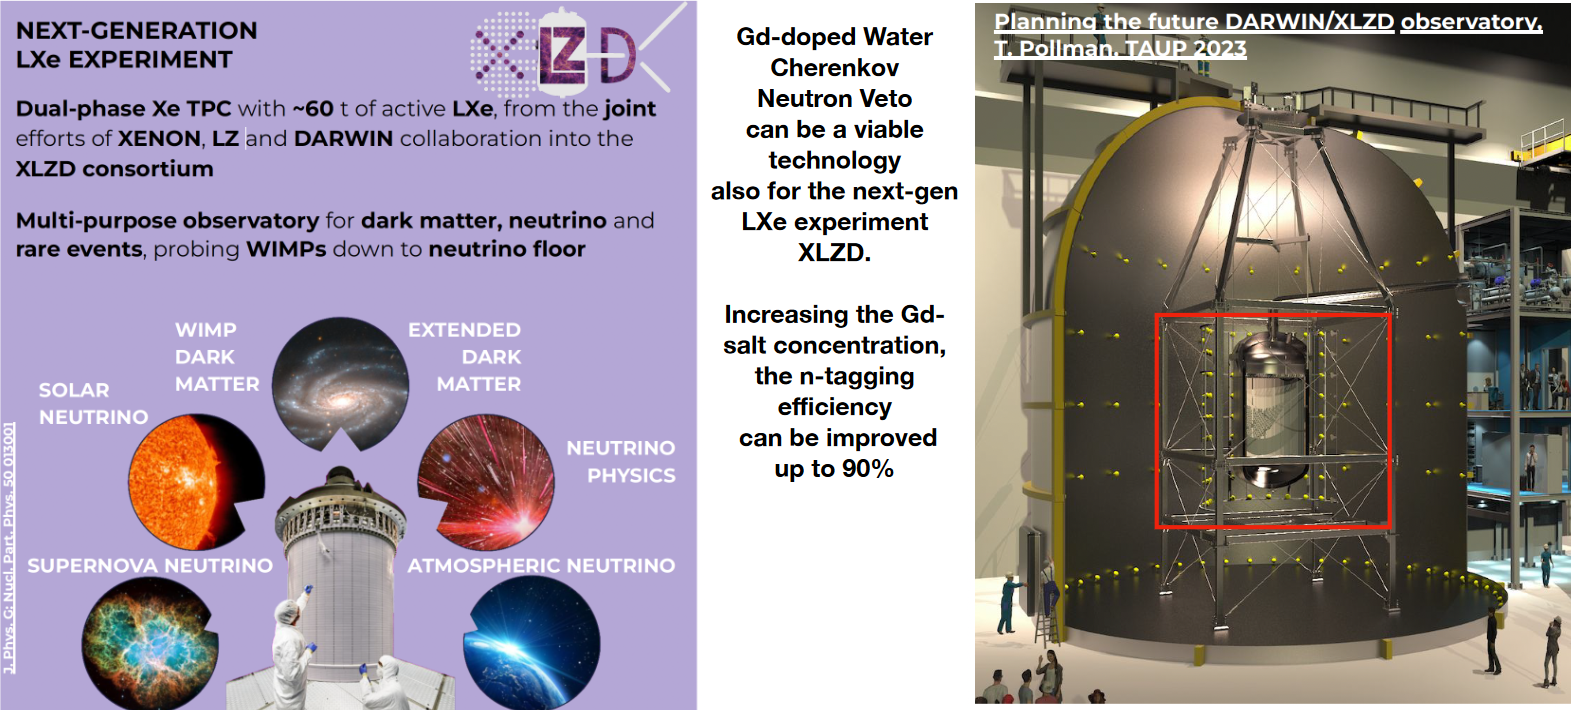 NEXT-GENERATION
LXe EXPERIMENT
XLZD
Dual-phase Xe TPC with ~60 t of active LXe, from the joint
efforts of XENON, LZ and DARWIN collaboration into the
XLZD consortium
Multi-purpose observatory for dark matter, neutrino and
rare events, probing WIMPs down to neutrino floor
WIMP
DARK
MATTER
EXTENDED
DARK
MATTER
SOLAR
NEUTRINO
NEUTRINO
PHYSICS
SUPERNOVA NEUTRINO
ATMOSPHERIC NEUTRINO
J. Phys. G: Nucl. Part. Phys. 50 013001
Gd-doped Water
Cherenkov
Neutron Veto
can be a viable
technology
also for the next-gen
LXe experiment
XLZD.
Increasing the Gd-
salt concentration,
the n-tagging
efficiency
can be improved
up to 90%
Planning the future DARWIN/XLZD observatory,
T. Pollman, TAUP 2023